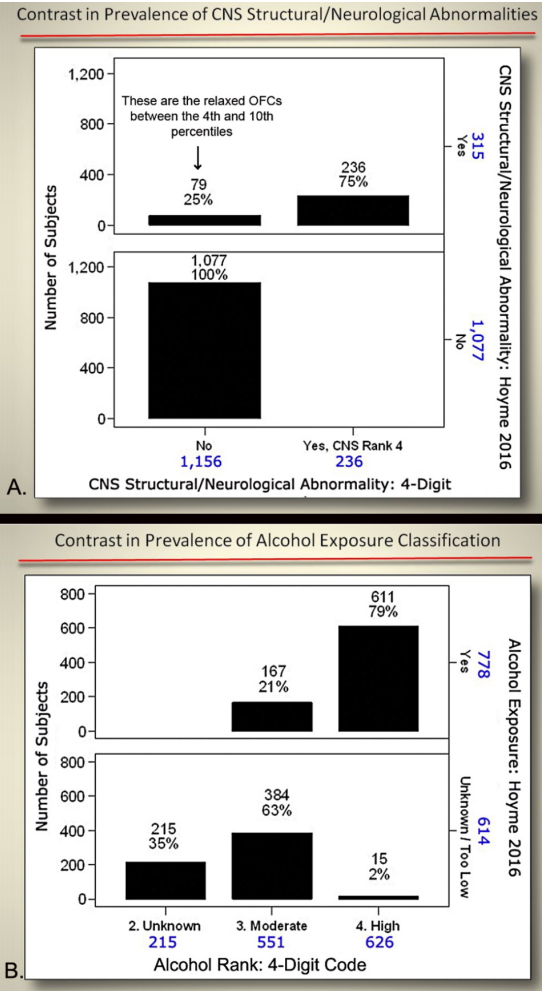 Contrast in Prevalence of CNS Structural/Neurological Abnormalities
1,200
800
400
0
These are the relaxed OFCs
between the 4th and 10th
percentiles
79
25%
236
75%
Yes
315
1,200
800
400
0
1,077
100%
No
1,077
Number of Subjects
CNS Structural/Neurological Abnormality: Hoyme 2016
No
1,156
Yes, CNS Rank 4
236
CNS Structural/Neurological Abnormality: 4-Digit
A.
Contrast in Prevalence of Alcohol Exposure Classification
800
600
400
200
0
167
21%
611
79%
Yes
778
800
600
400
200
0
215
35%
384
63%
15
2%
Unknown / Too Low
614
Number of Subjects
Alcohol Exposure: Hoyme 2016
2. Unknown
215
3. Moderate
551
4. High
626
Alcohol Rank: 4-Digit Code
B.